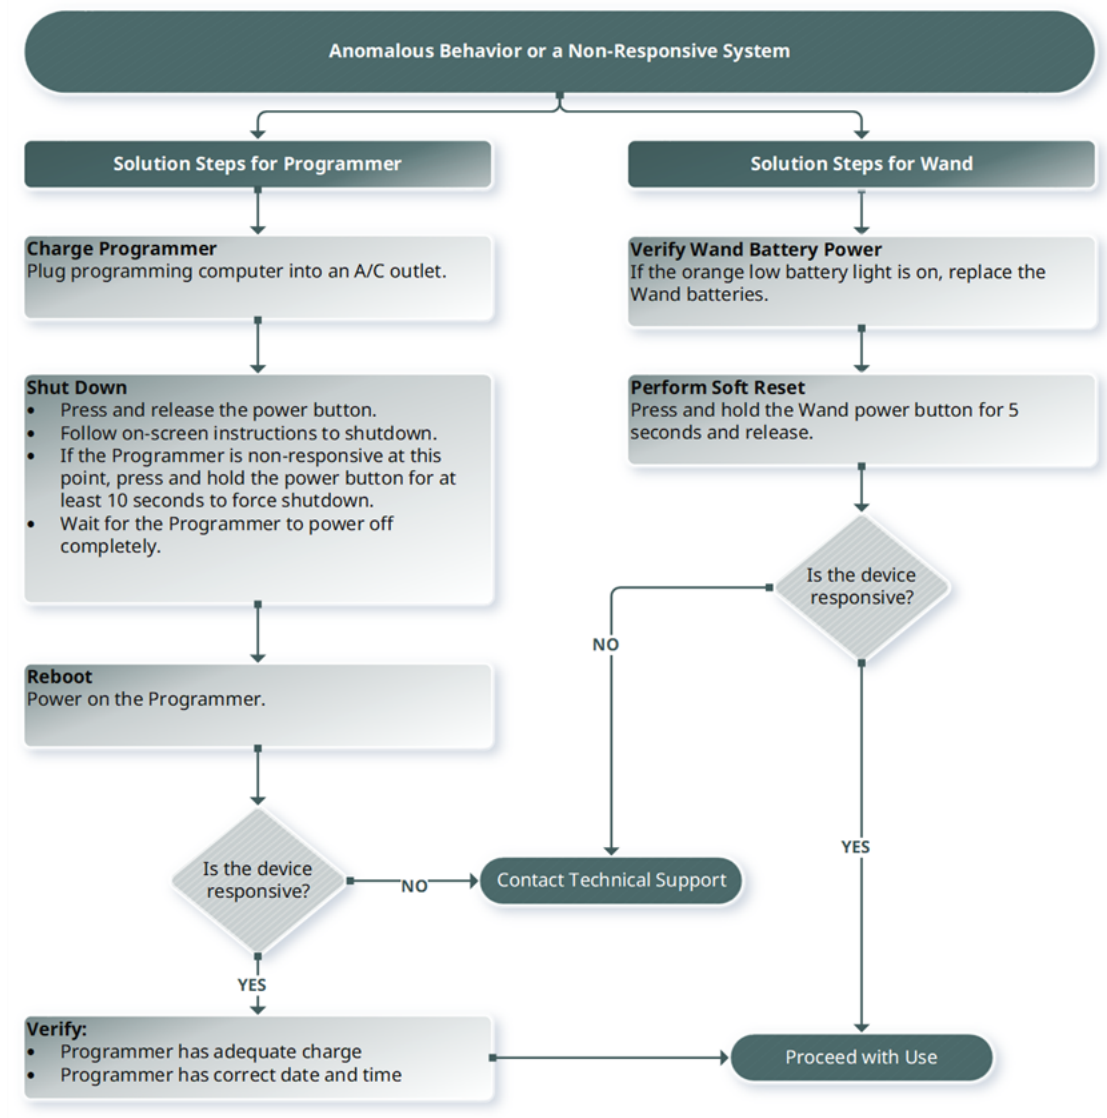 Anomalous Behavior or a Non-Responsive System
Solution Steps for Programmer
Charge Programmer
Plug programming computer into an A/C outlet.
Shut Down
• Press and release the power button.
• Follow on-screen instructions to shutdown.
• If the Programmer is non-responsive at this
point, press and hold the power button for at
least 10 seconds to force shutdown.
• Wait for the Programmer to power off
completely.
Reboot
Power on the Programmer.
Is the device
responsive?
NO
YES
Verify:
• Programmer has adequate charge
• Programmer has correct date and time
Solution Steps for Wand
Verify Wand Battery Power
If the orange low battery light is on, replace the
Wand batteries.
Perform Soft Reset
Press and hold the Wand power button for 5
seconds and release.
Is the device
responsive?
NO
YES
Contact Technical Support
Proceed with Use